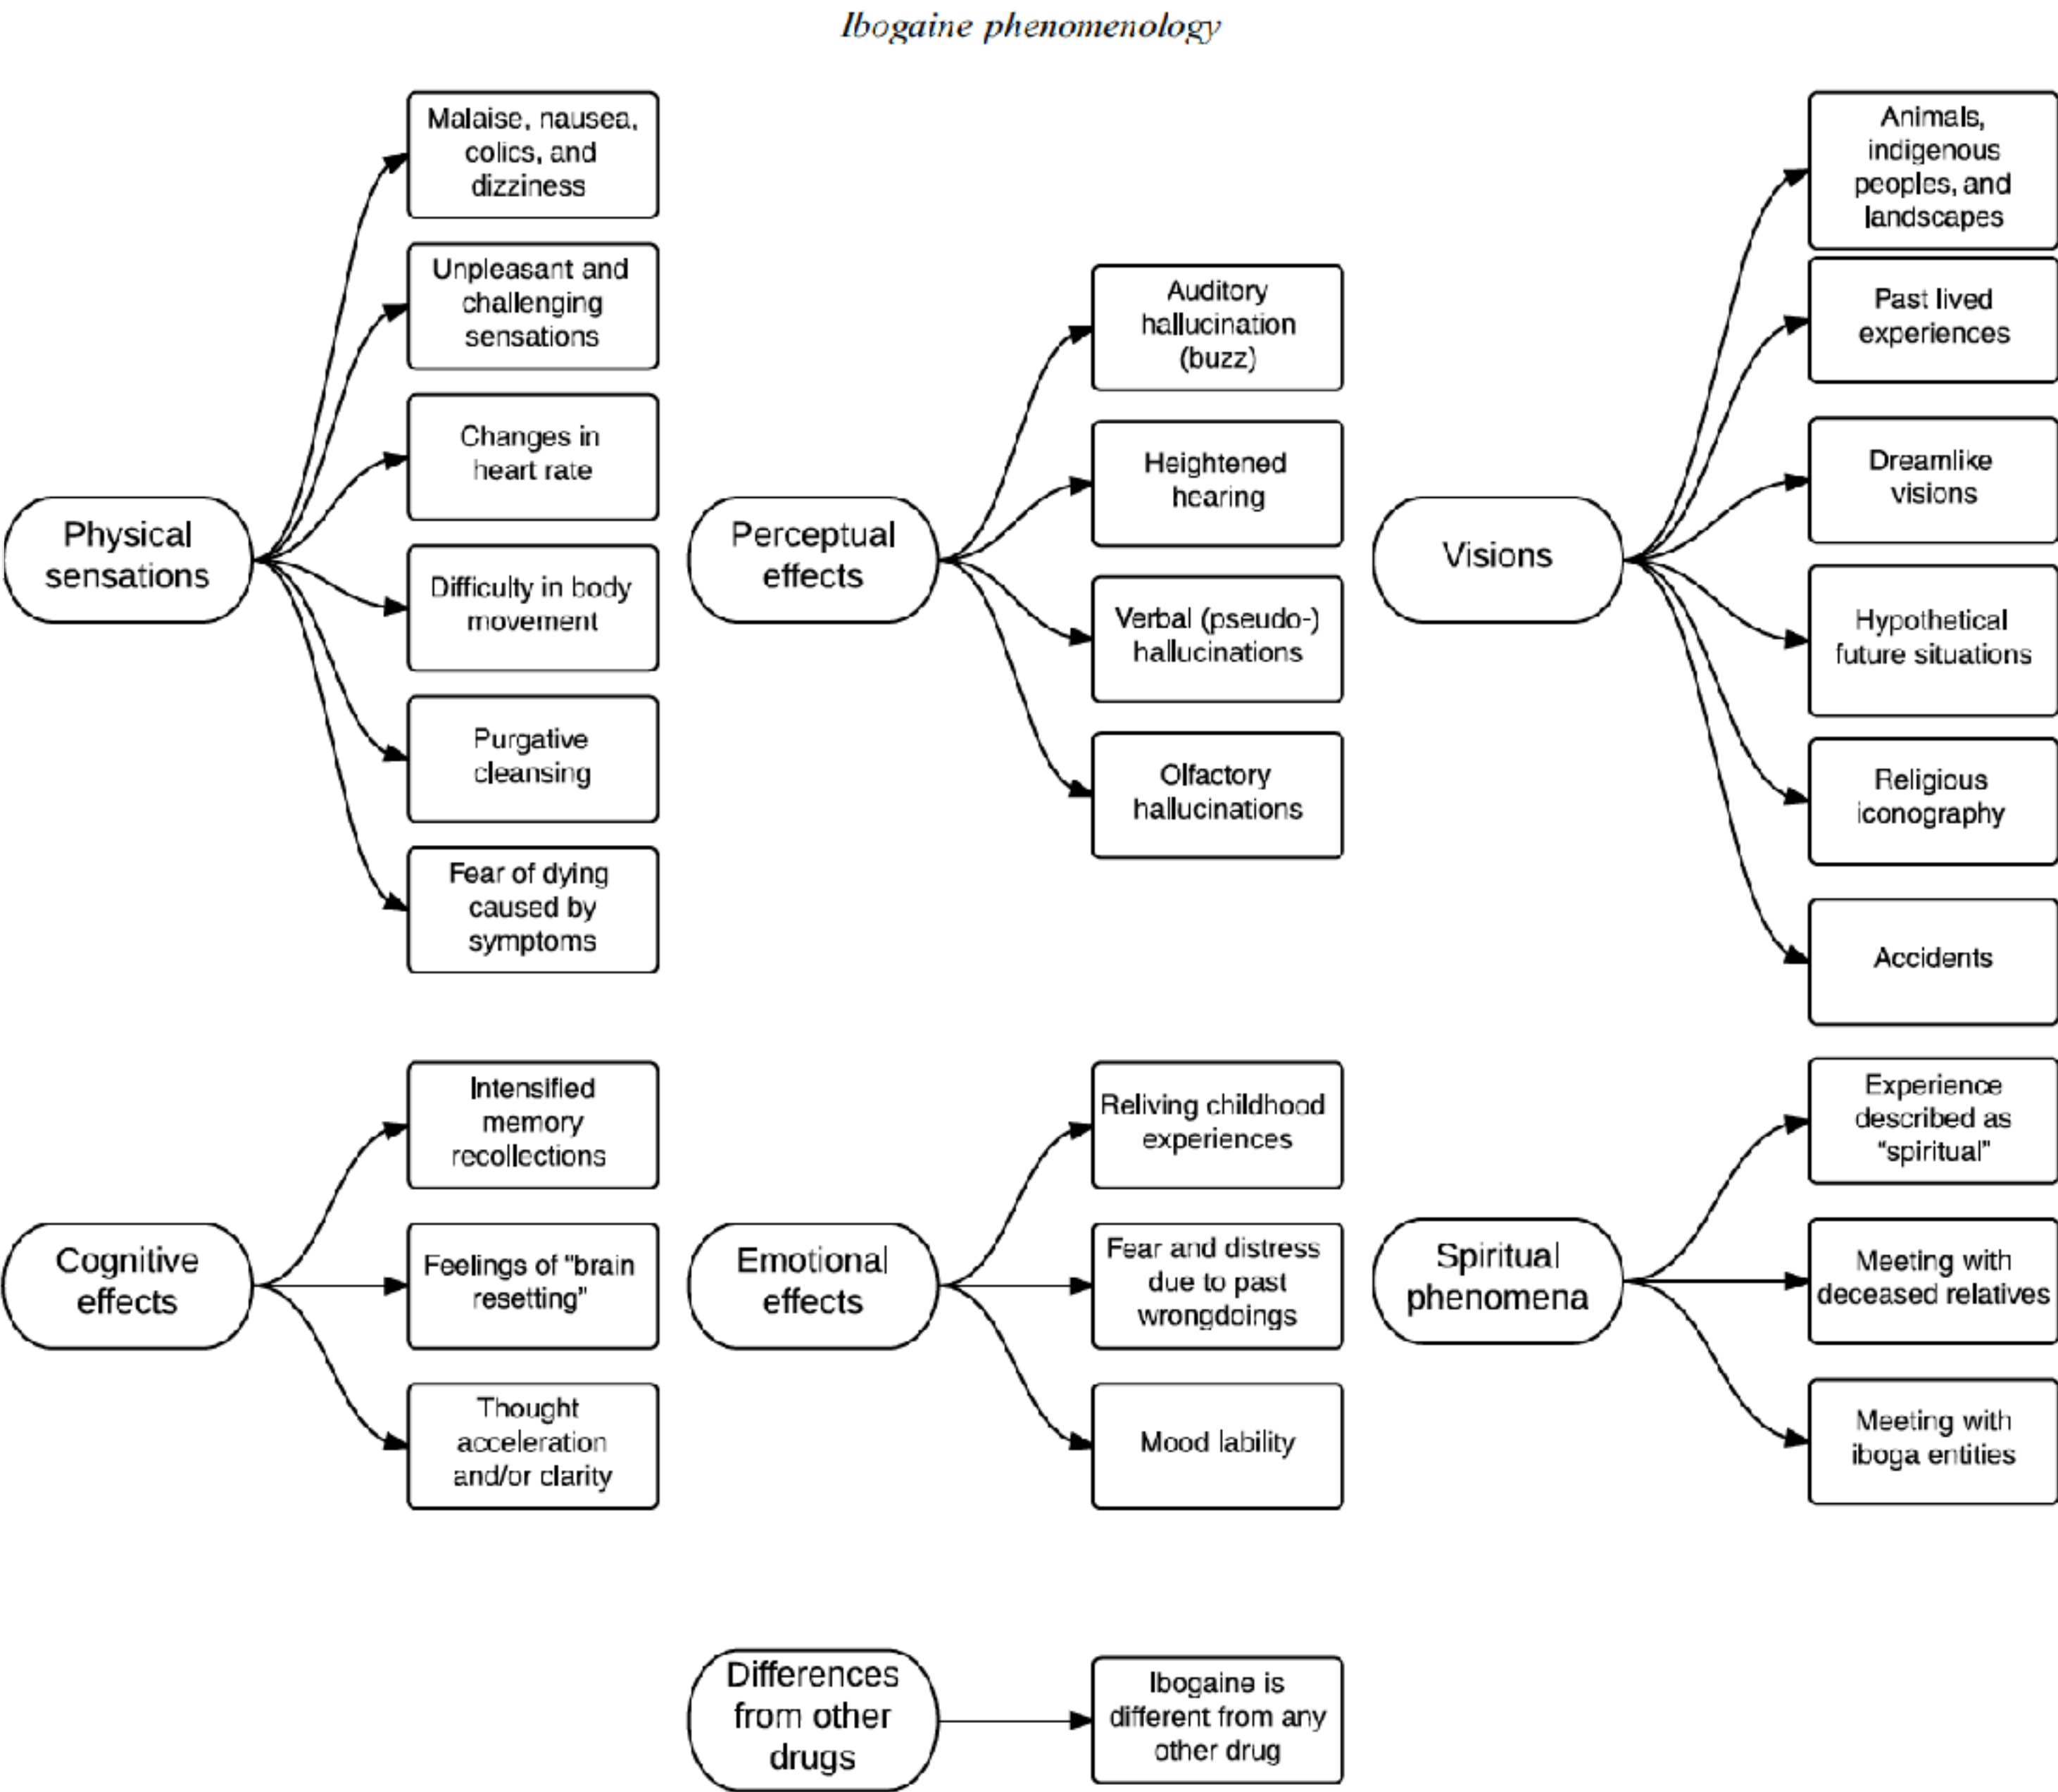 Ibogaine phenomenology
Physical
sensations
Malaise, nausea,
colics, and
dizziness
Unpleasant and
challenging
sensations
Changes in
heart rate
Difficulty in body
movement
Purgative
cleansing
Fear of dying
caused by
symptoms
Perceptual
effects
Auditory
hallucination
(buzz)
Heightened
hearing
Verbal (pseudo-)
hallucinations
Olfactory
hallucinations
Visions
Animals,
indigenous
peoples, and
landscapes
Past lived
experiences
Dreamlike
visions
Hypothetical
future situations
Religious
iconography
Accidents
Cognitive
effects
Intensified
memory
recollections
Feelings of “brain
resetting”
Thought
acceleration
and/or clarity
Emotional
effects
Reliving childhood
experiences
Fear and distress
due to past
wrongdoings
Mood lability
Spiritual
phenomena
Experience
described as
“spiritual”
Meeting with
deceased relatives
Meeting with
iboga entities
Differences
from other
drugs
Ibogaine is
different from any
other drug